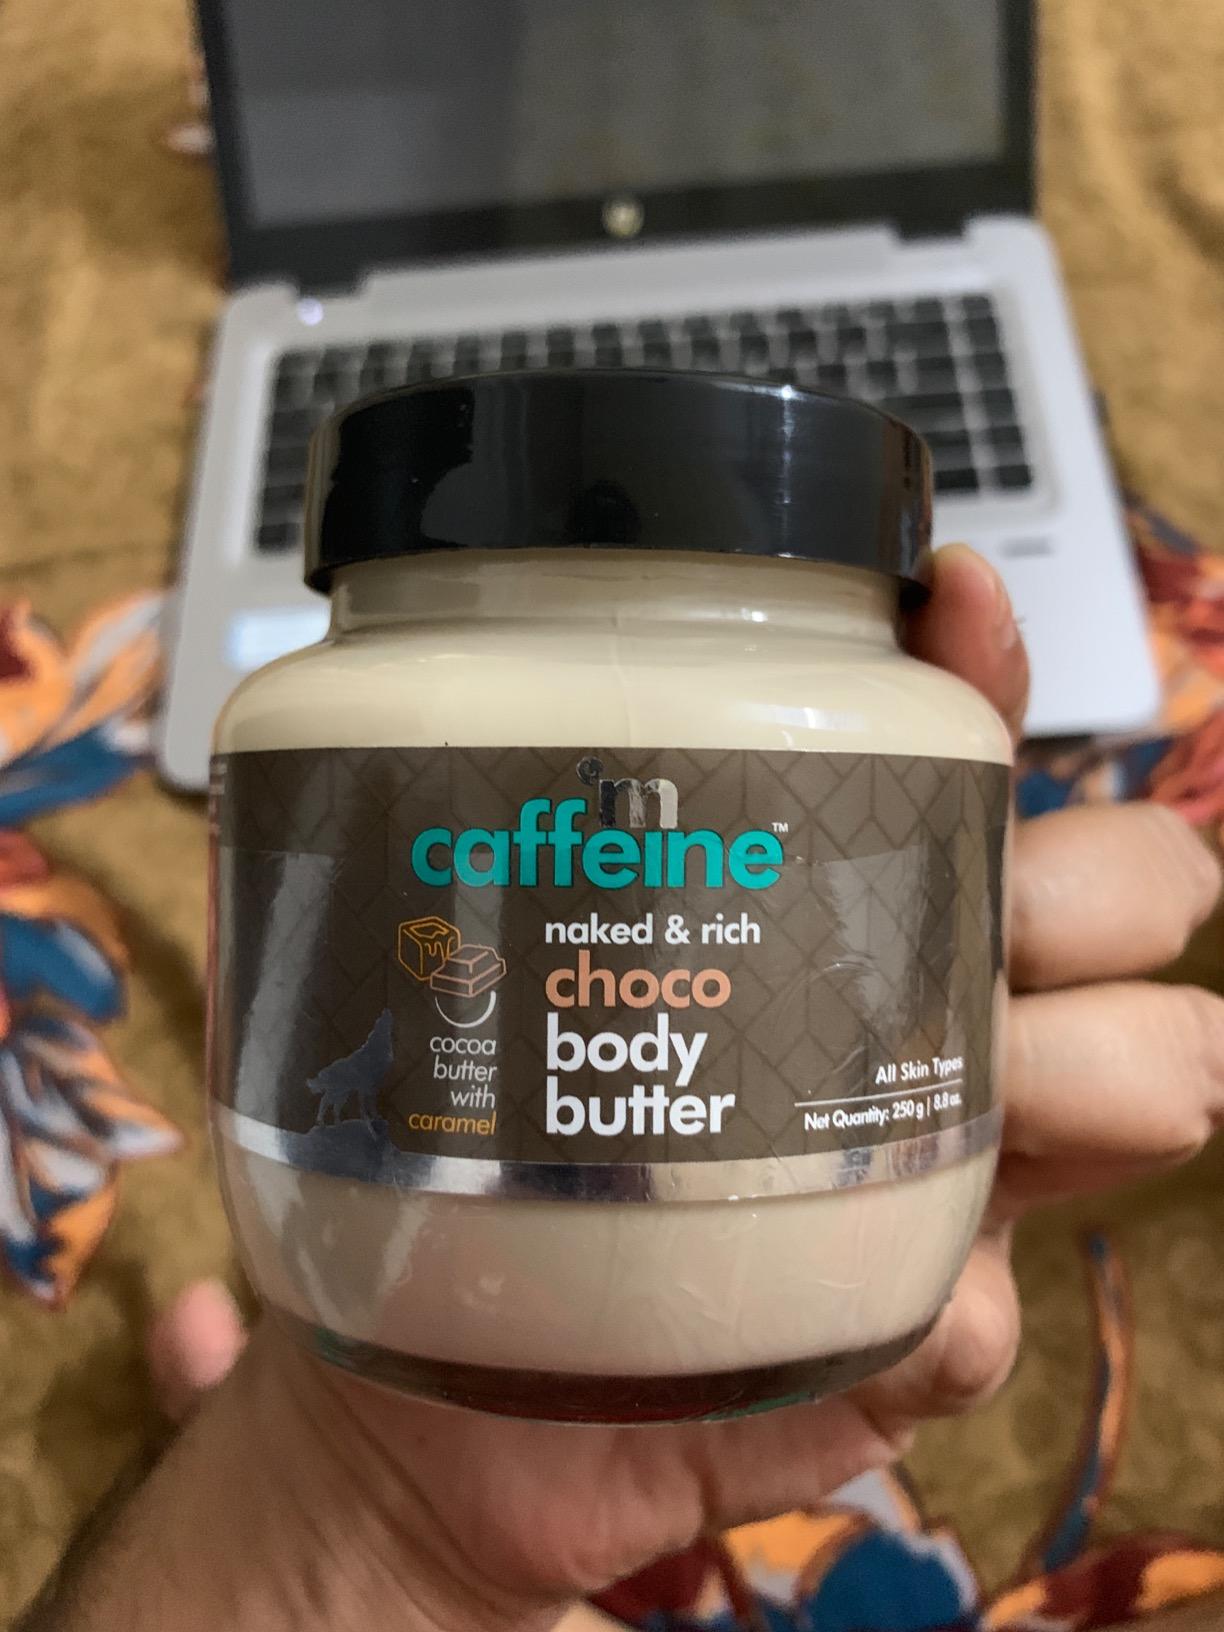 'm
caffeine™
naked & rich
choco
body
butter
cocoa
butter
with
caramel
All Skin Types
Net Quantity: 250 g | 8.8 oz.